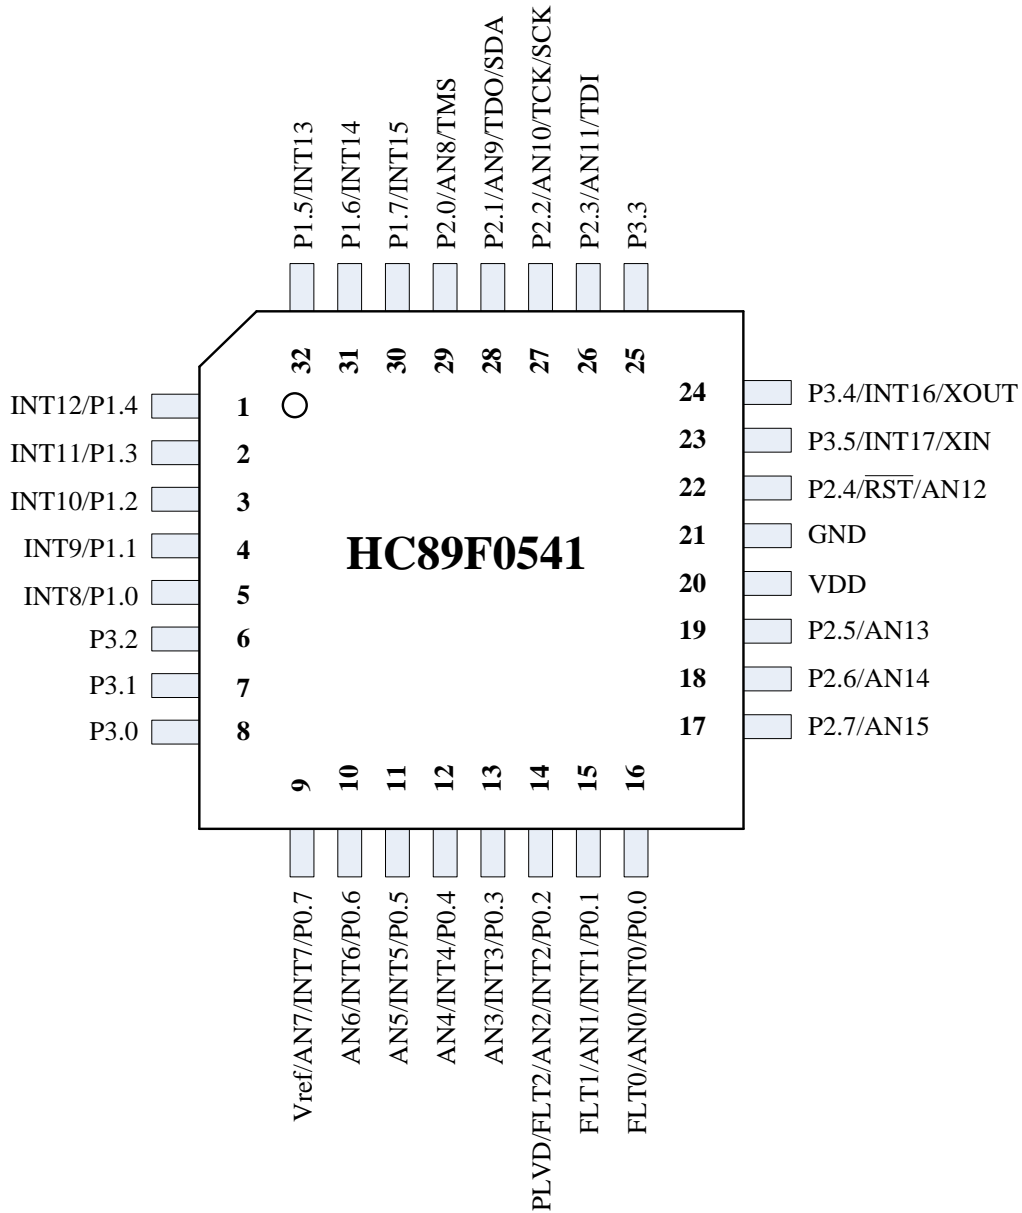 P1.5/INT13
P1.6/INT14
P1.7/INT15
P2.0/AN8/TMS
P2.1/AN9/TDO/SDA
P2.2/AN10/TCK/SCK
P2.3/AN11/TDI
P3.3
32
31
30
29
28
27
26
25
INT12/P1.4
1
INT11/P1.3
2
INT10/P1.2
3
INT9/P1.1
4
INT8/P1.0
5
P3.2
6
P3.1
7
P3.0
8
HC89F0541
24
P3.4/INT16/XOUT
23
P3.5/INT17/XIN
22
P2.4/R̅S̅T̅/AN12
21
GND
20
VDD
19
P2.5/AN13
18
P2.6/AN14
17
P2.7/AN15
9
10
11
12
13
14
15
16
Vref/AN7/INT7/P0.7
AN6/INT6/P0.6
AN5/INT5/P0.5
AN4/INT4/P0.4
AN3/INT3/P0.3
PLVD/FLT2/AN2/INT2/P0.2
FLT1/AN1/INT1/P0.1
FLT0/AN0/INT0/P0.0